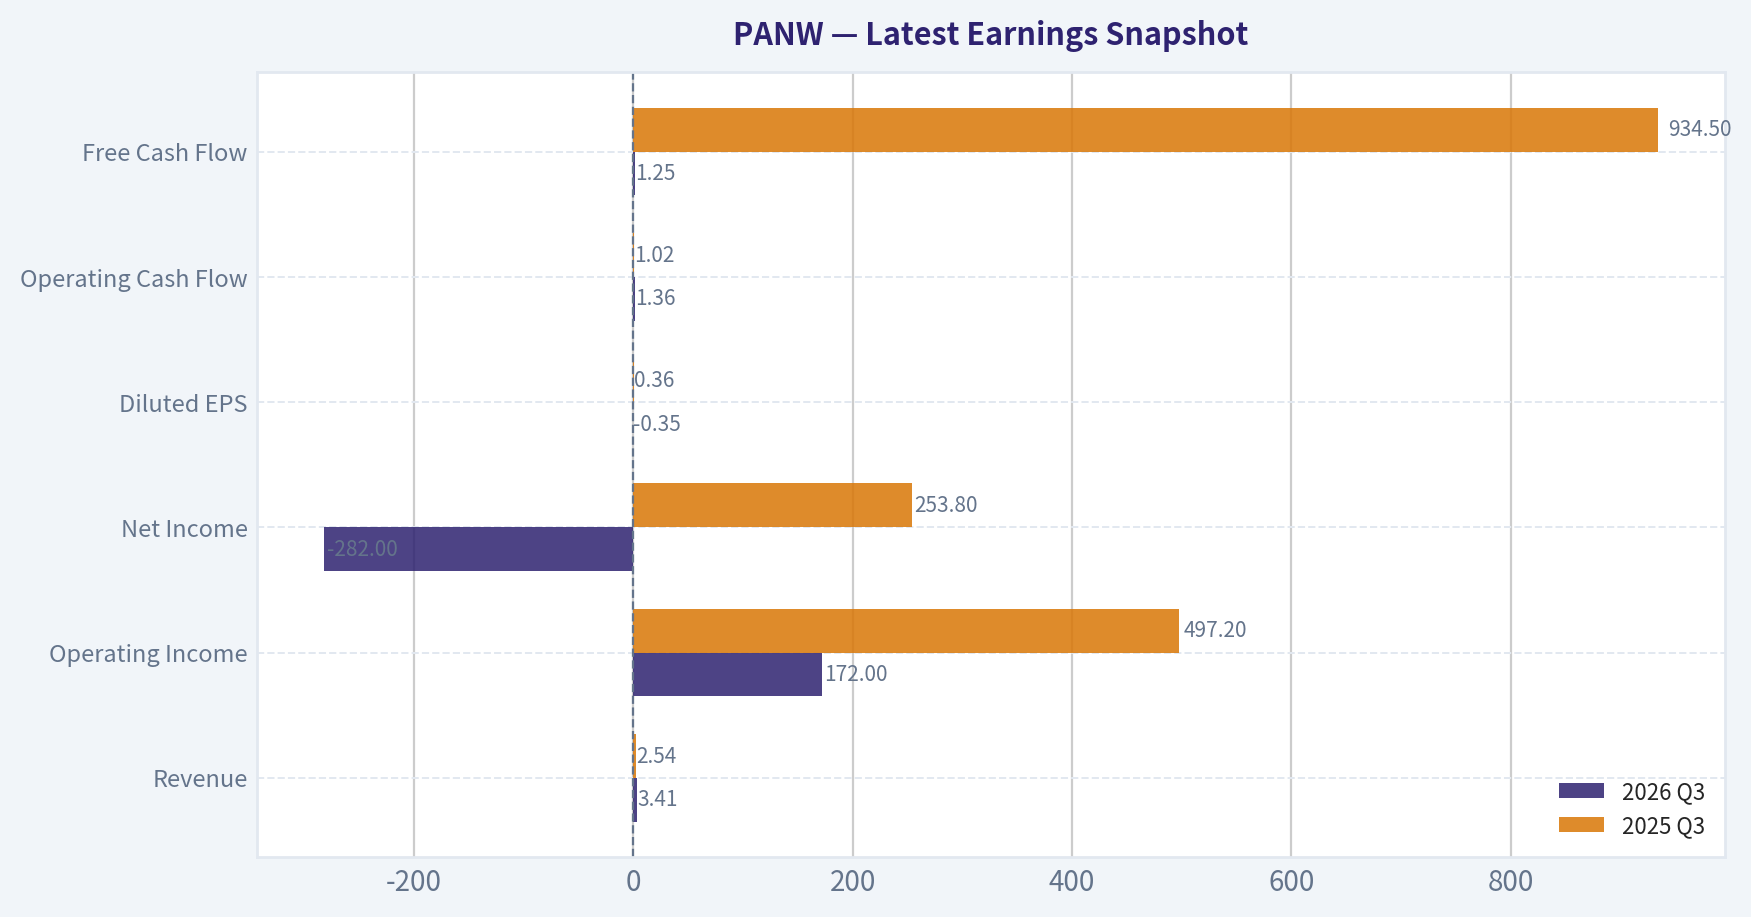 PANW — Latest Earnings Snapshot
Free Cash Flow
934.50
1.25
Operating Cash Flow
1.02
1.36
Diluted EPS
0.36
-0.35
Net Income
253.80
-282.00
Operating Income
497.20
172.00
Revenue
2.54
3.41
2026 Q3
2025 Q3
-200 0 200 400 600 800